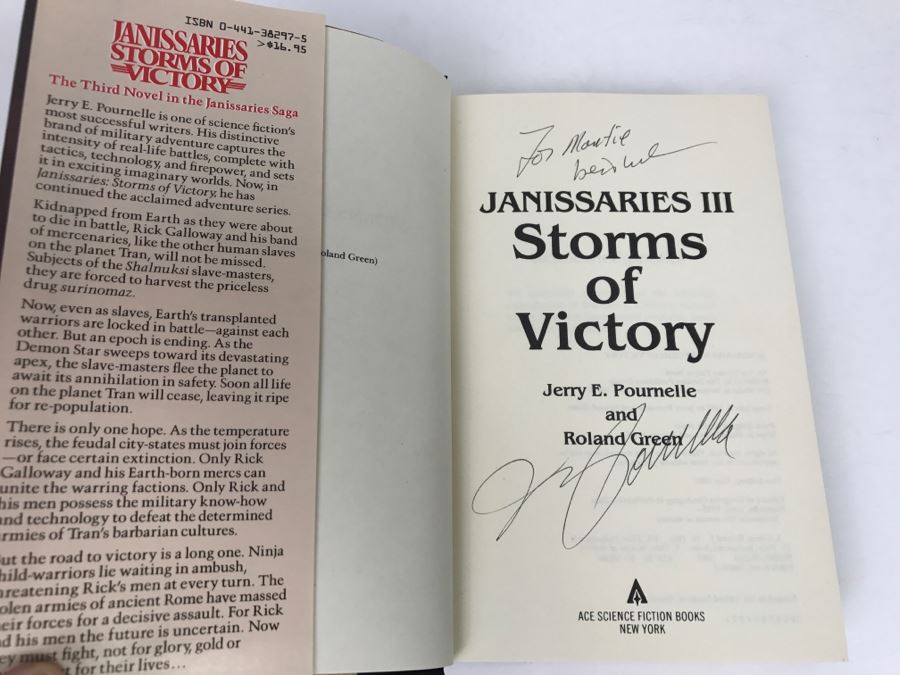 ISBN 0-441-38297-5
>$16.95
JANISSARIES
STORMS OF
VICTORY
The Third Novel in the Janissaries Saga
Jerry E. Pournelle is one of science fiction's
most successful writers. His distinctive
brand of military adventure captures the
intensity of real-life battles, complete with
tactics, technology, and firepower, and sets
it in exciting imaginary worlds. Now, in
Janissaries: Storms of Victory, he has
continued the acclaimed adventure series.
Kidnapped from Earth as they were about
to die in battle, Rick Galloway and his band
of mercenaries, like the other human slaves
on the planet Tran, will not be missed.
Subjects of the Shalnuksi slave-masters,
they are forced to harvest the priceless
drug surinomaz.
Now, even as slaves, Earth's transplanted
warriors are locked in battle—against each
other. But an epoch is ending. As the
Demon Star sweeps toward its devastating
apex, the slave-masters flee the planet to
await its annihilation in safety. Soon all life
on the planet Tran will cease, leaving it ripe
for re-population.
There is only one hope. As the temperature
rises, the feudal city-states must join forces
—or face certain extinction. Only Rick
Galloway and his Earth-born mercs can
unite the warring factions. Only Rick and
his men possess the military know-how
and technology to defeat the determined
armies of Tran's barbarian cultures.
ut the road to victory is a long one. Ninja
hild-warriors lie waiting in ambush,
reatening Rick's men at every turn. The
olen armies of ancient Rome have massed
eir forces for a decisive assault. For Rick
d his men the future is uncertain. Now
ey must fight, not for glory, gold or
for their lives...
oland Green)
For
JANISSARIES III
Storms
of
Victory
Jerry E. Pournelle
and
Roland Green
J Pournelle
ACE SCIENCE FICTION BOOKS
NEW YORK